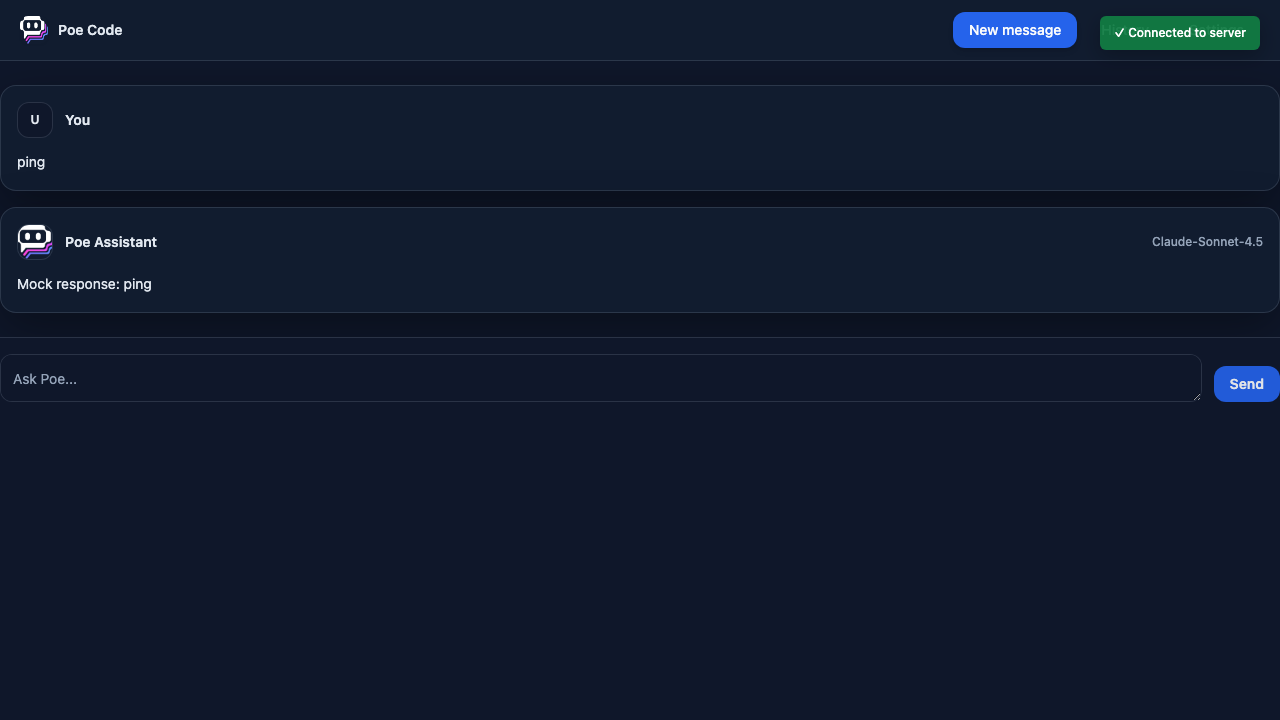 Poe Code
New message
✓ Connected to server
U
You
ping
Poe Assistant
Claude-Sonnet-4.5
Mock response: ping
Ask Poe...
Send